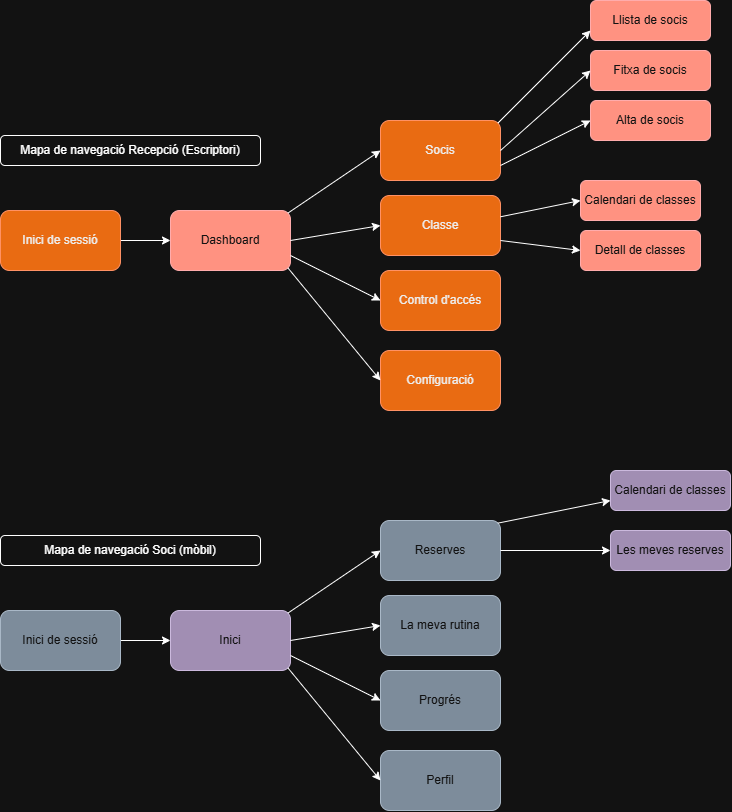 Llista de socis
Fitxa de socis
Alta de socis
Mapa de navegació Recepció (Escriptori)
Socis
Calendari de classes
Classe
Inici de sessió
Dashboard
Detall de classes
Control d'accés
Configuració
Calendari de classes
Mapa de navegació Soci (mòbil)
Reserves
Les meves reserves
La meva rutina
Inici de sessió
Inici
Progrés
Perfil